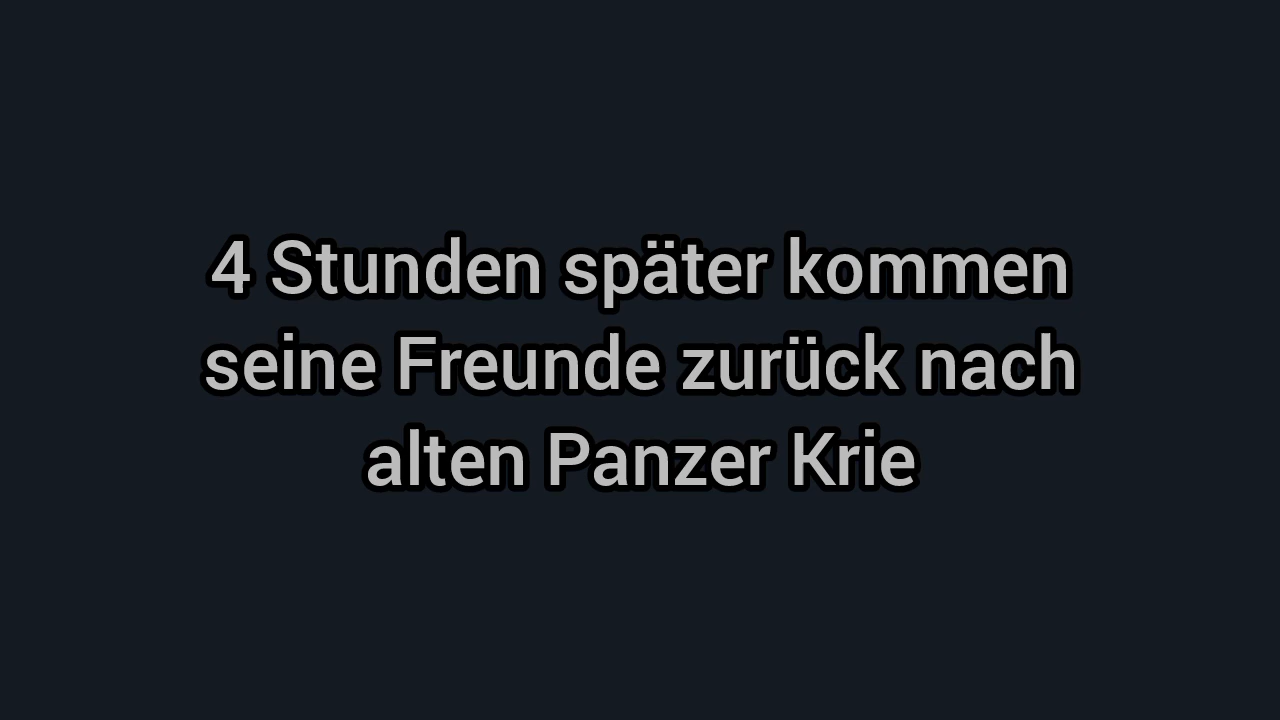 4 Stunden später kommen
seine Freunde zurück nach
alten Panzer Krie